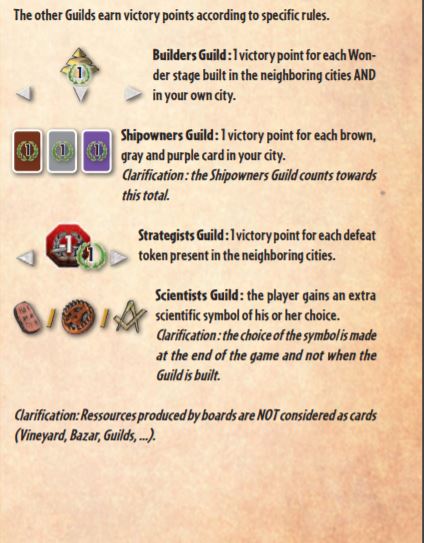 The other Guilds earn victory points according to specific rules.
1
Builders Guild : 1 victory point for each Won-
der stage built in the neighboring cities AND
in your own city.
1 1 1
Shipowners Guild : 1 victory point for each brown,
gray and purple card in your city.
Clarification : the Shipowners Guild counts towards
this total.
-1 1
Strategists Guild : 1 victory point for each defeat
token present in the neighboring cities.
/ /
Scientists Guild : the player gains an extra
scientific symbol of his or her choice.
Clarification : the choice of the symbol is made
at the end of the game and not when the
Guild is built.
Clarification: Ressources produced by boards are NOT considered as cards
(Vineyard, Bazar, Guilds, ...).